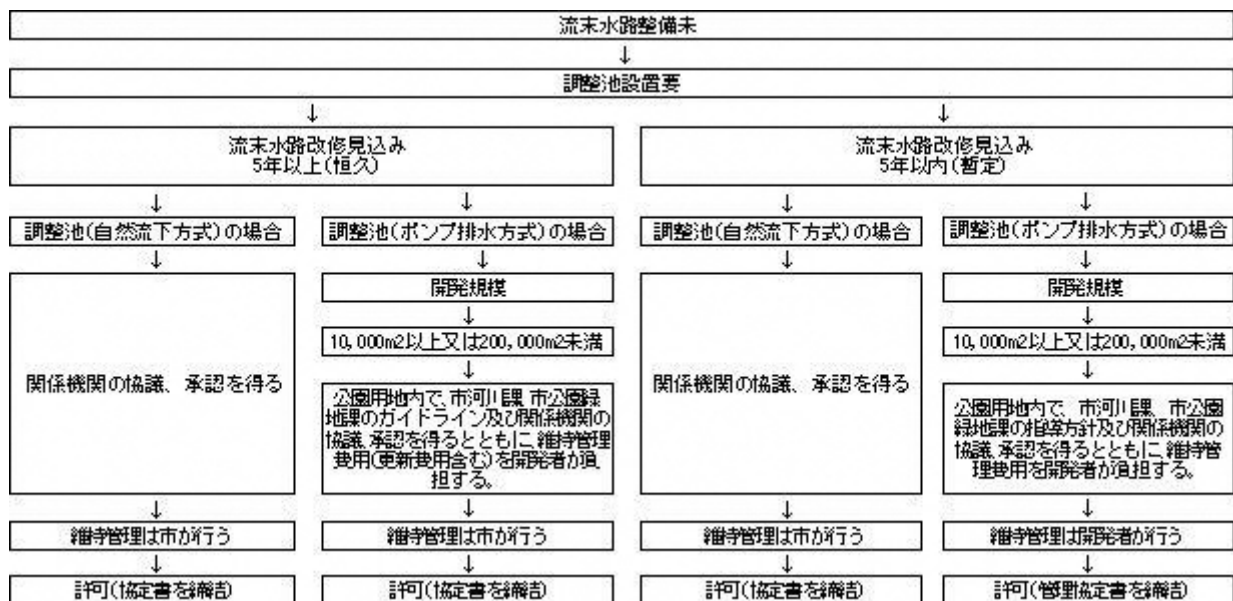 流末水路整備未
↓
調整池設置要
↓
流末水路改修見込み
5年以上(恒久)
↓
調整池(自然流下方式)の場合
↓
関係機関の協議、承認を得る
↓
維持管理は市が行う
↓
許可(協定書を締結)
↓
調整池(ポンプ排水方式)の場合
↓
開発規模
↓
10,000m2以上又は200,000m2未満
↓
公園用地内で、市河川課、市公園緑
地課のガイドライン及び関係機関の
協議、承認を得るとともに、維持管理
費用(更新費用含む)を開発者が負
担する。
↓
維持管理は市が行う
↓
許可(協定書を締結)
↓
流末水路改修見込み
5年以内(暫定)
↓
調整池(自然流下方式)の場合
↓
関係機関の協議、承認を得る
↓
維持管理は市が行う
↓
許可(協定書を締結)
↓
調整池(ポンプ排水方式)の場合
↓
開発規模
↓
10,000m2以上又は200,000m2未満
↓
公園用地内で、市河川課、市公園
緑地課の指導方針及び関係機関の
協議、承認を得るとともに、維持管
理費用を開発者が負担する。
↓
維持管理は開発者が行う
↓
許可(管理協定書を締結)